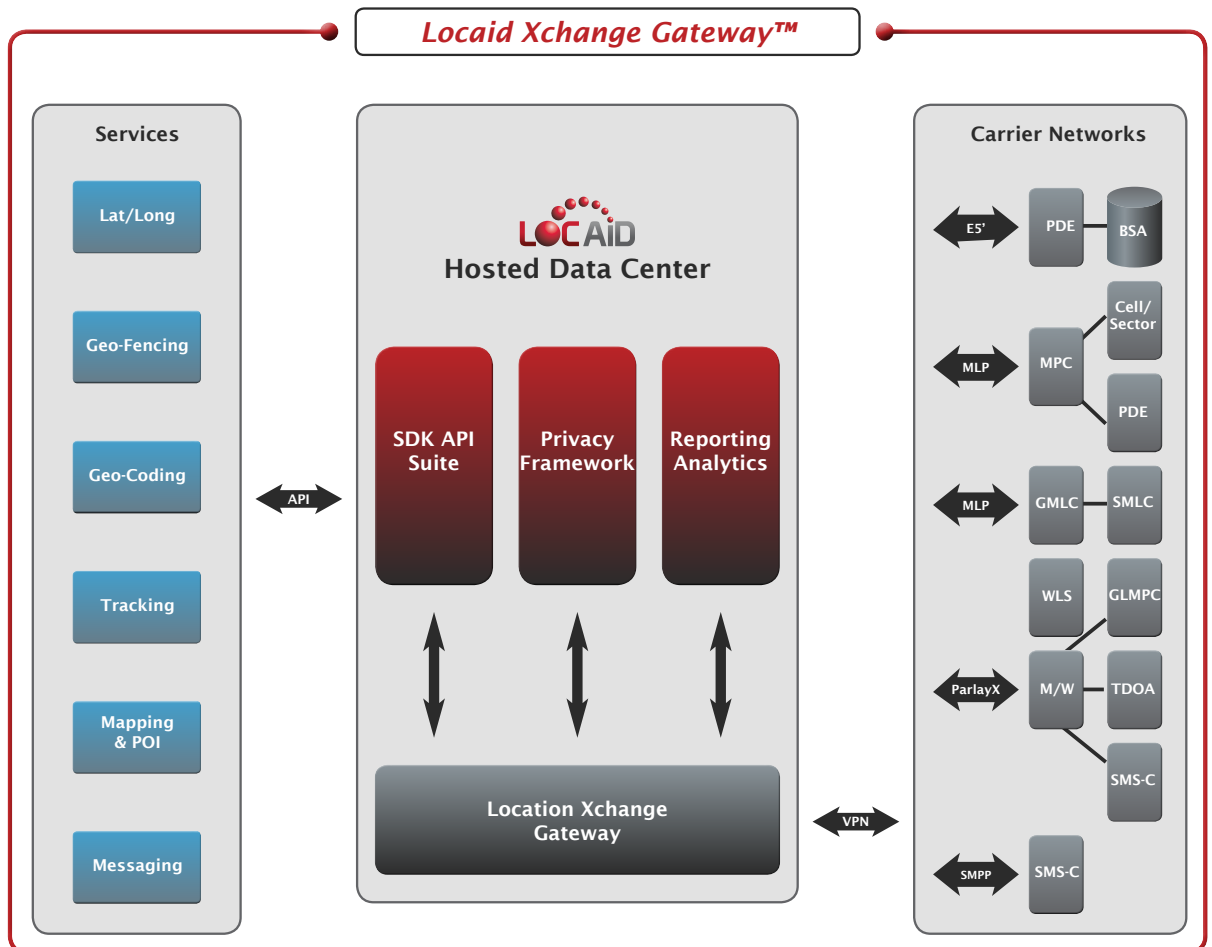 Locaid Xchange Gateway™
Services
Lat/Long
Geo-Fencing
Geo-Coding
Tracking
Mapping
& POI
Messaging
API
LOCAiD
Hosted Data Center
SDK API
Suite
Privacy
Framework
Reporting
Analytics
Location Xchange
Gateway
VPN
Carrier Networks
E5'
PDE
BSA
MLP
MPC
Cell/
Sector
PDE
MLP
GMLC
SMLC
WLS
GLMPC
ParlayX
M/W
TDOA
SMS-C
SMPP
SMS-C